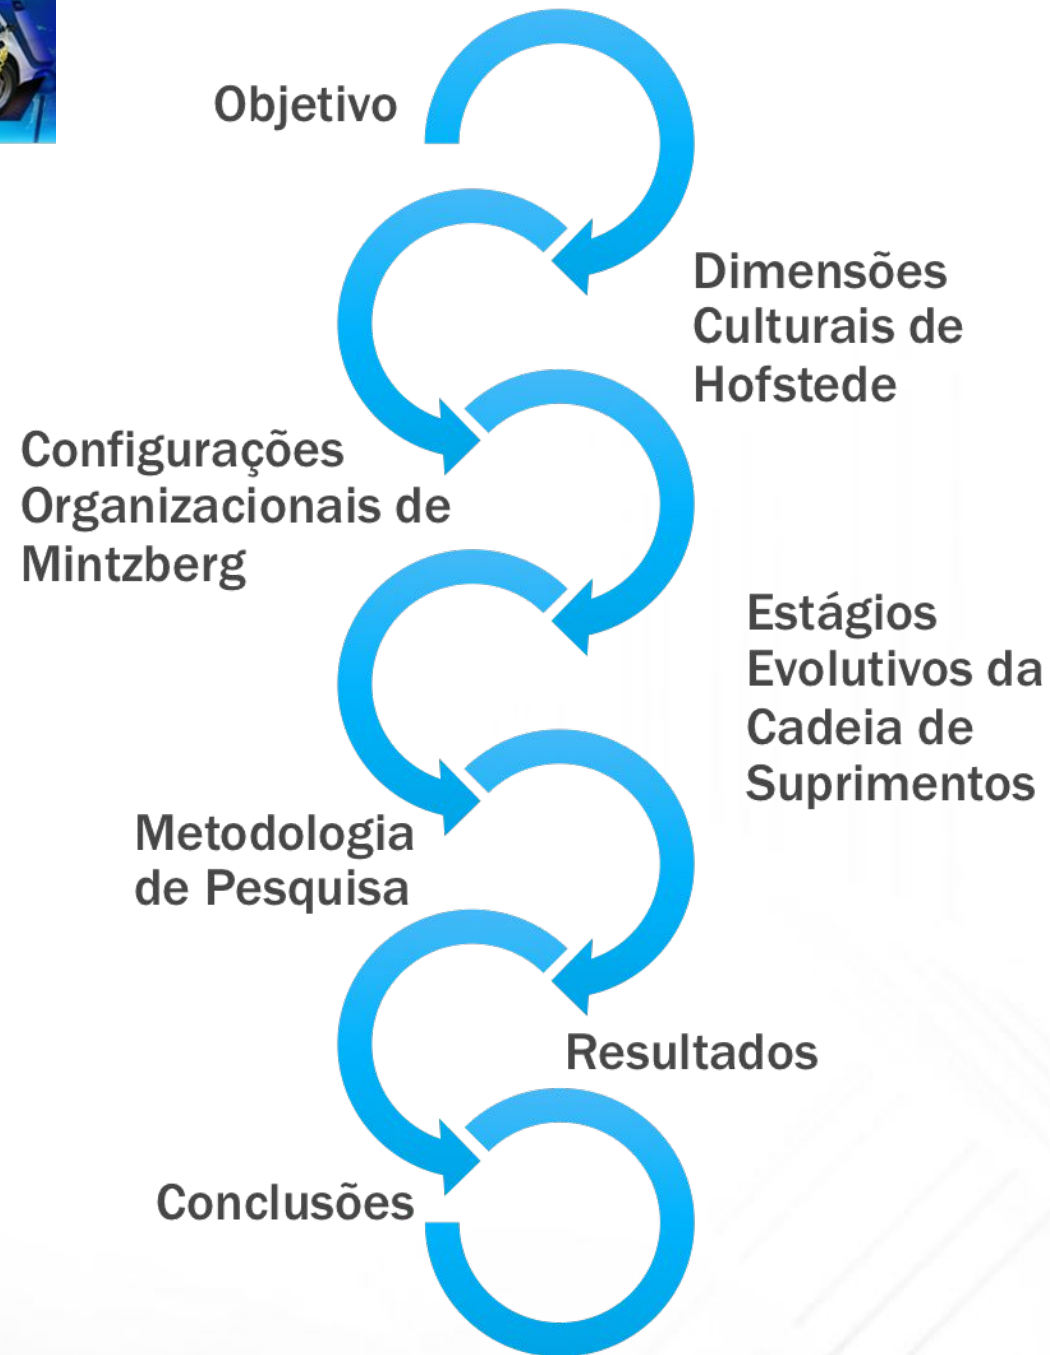 Objetivo
Dimensões
Culturais de
Hofstede
Configurações
Organizacionais de
Mintzberg
Estágios
Evolutivos da
Cadeia de
Suprimentos
Metodologia
de Pesquisa
Resultados
Conclusões